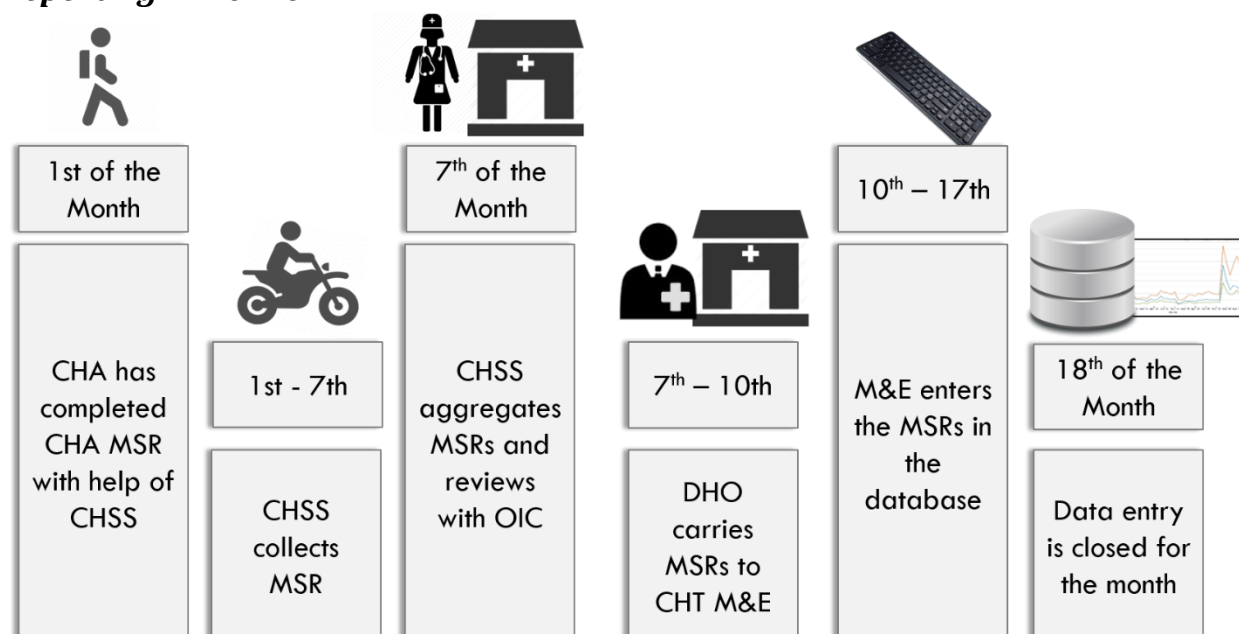 1st of the
Month
CHA has
completed
CHA MSR
with help of
CHSS
1st - 7th
CHSS
collects
MSR
7th of the
Month
CHSS
aggregates
MSRs and
reviews
with OIC
7th – 10th
DHO
carries
MSRs to
CHT M&E
10th – 17th
M&E enters
the MSRs in
the
database
18th of the
Month
Data entry
is closed for
the month